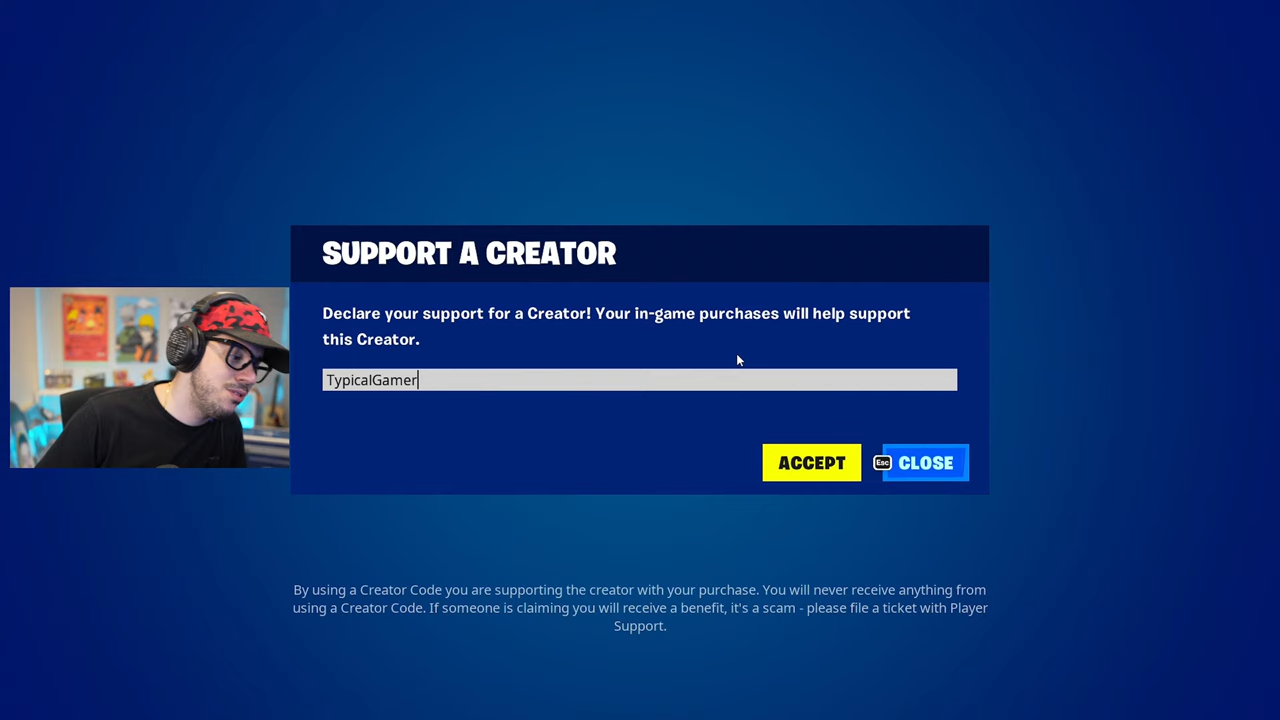 SUPPORT A CREATOR
Declare your support for a Creator! Your in-game purchases will help support
this Creator.
TypicalGamer
ACCEPT
Esc CLOSE
By using a Creator Code you are supporting the creator with your purchase. You will never receive anything from
using a Creator Code. If someone is claiming you will receive a benefit, it's a scam - please file a ticket with Player
Support.